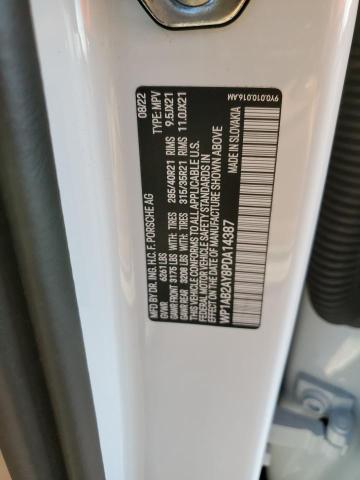 MFD BY DR. ING. H.C. F. PORSCHE AG 08/22
GVWR 6261 LBS TYPE: MPV
GAWR FRONT 3175 LBS WITH: TIRES 285/40R21 RIMS 9.5JX21
GAWR REAR 3208 LBS WITH: TIRES 315/35R21 RIMS 11.0JX21
THIS VEHICLE CONFORMS TO ALL APPLICABLE U.S.
FEDERAL MOTOR VEHICLE SAFETY STANDARDS IN
EFFECT ON THE DATE OF MANUFACTURE SHOWN ABOVE
WP1AB2AY8PDA14387 MADE IN SLOVAKIA
9Y0.010.016.AM